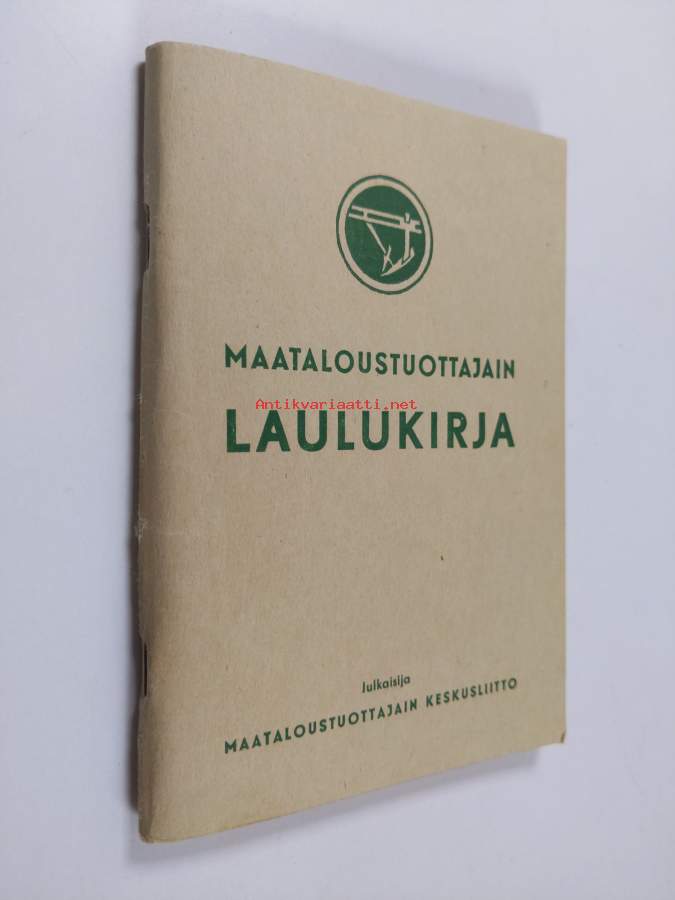 MAATALOUSTUOTTAJAIN
Antikvariaatti.net
LAULUKIRJA
Julkaisija
MAATALOUSTUOTTAJAIN KESKUSLIITTO